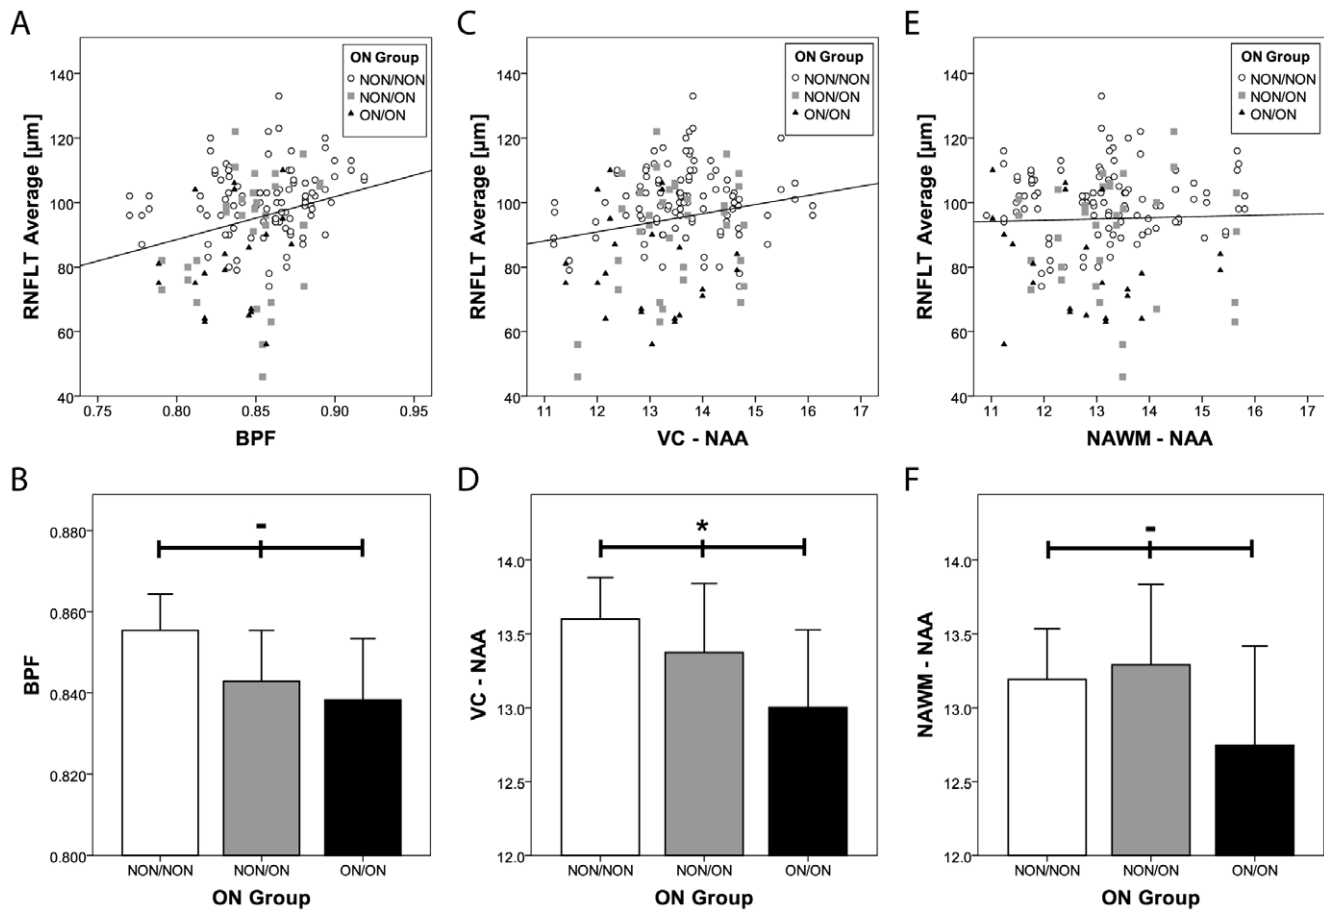 A
RNFLT Average [µm]
140
120
100
80
60
40
0.75 0.80 0.85 0.90 0.95
BPF
ON Group
NON/NON
NON/ON
ON/ON
C
RNFLT Average [µm]
140
120
100
80
60
40
11 12 13 14 15 16 17
VC - NAA
ON Group
NON/NON
NON/ON
ON/ON
E
RNFLT Average [µm]
140
120
100
80
60
40
11 12 13 14 15 16 17
NAWM - NAA
ON Group
NON/NON
NON/ON
ON/ON
B
BPF
0.880
0.860
0.840
0.820
0.800
-
NON/NON NON/ON ON/ON
ON Group
D
VC - NAA
14.0
13.5
13.0
12.5
12.0
*
NON/NON NON/ON ON/ON
ON Group
F
NAWM - NAA
14.0
13.5
13.0
12.5
12.0
-
NON/NON NON/ON ON/ON
ON Group